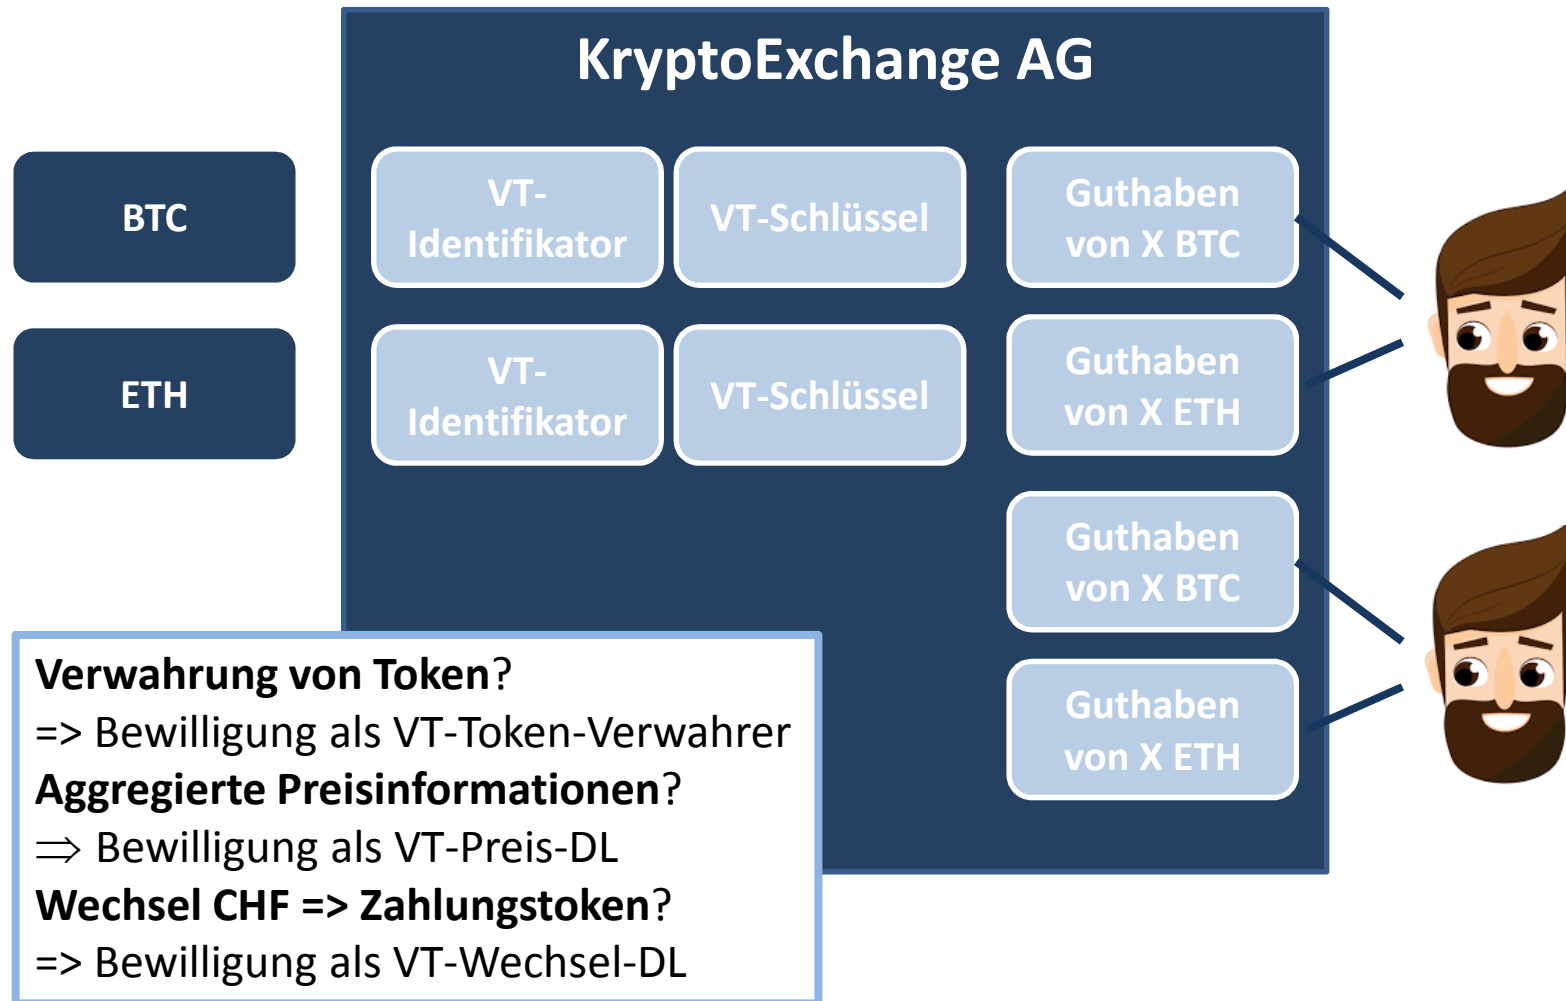 KryptoExchange AG
BTC
VT-
Identifikator
VT-Schlüssel
Guthaben
von X BTC
ETH
VT-
Identifikator
VT-Schlüssel
Guthaben
von X ETH
Guthaben
von X BTC
Guthaben
von X ETH
Verwahrung von Token?
=> Bewilligung als VT-Token-Verwahrer
Aggregierte Preisinformationen?
⇒ Bewilligung als VT-Preis-DL
Wechsel CHF => Zahlungstoken?
=> Bewilligung als VT-Wechsel-DL